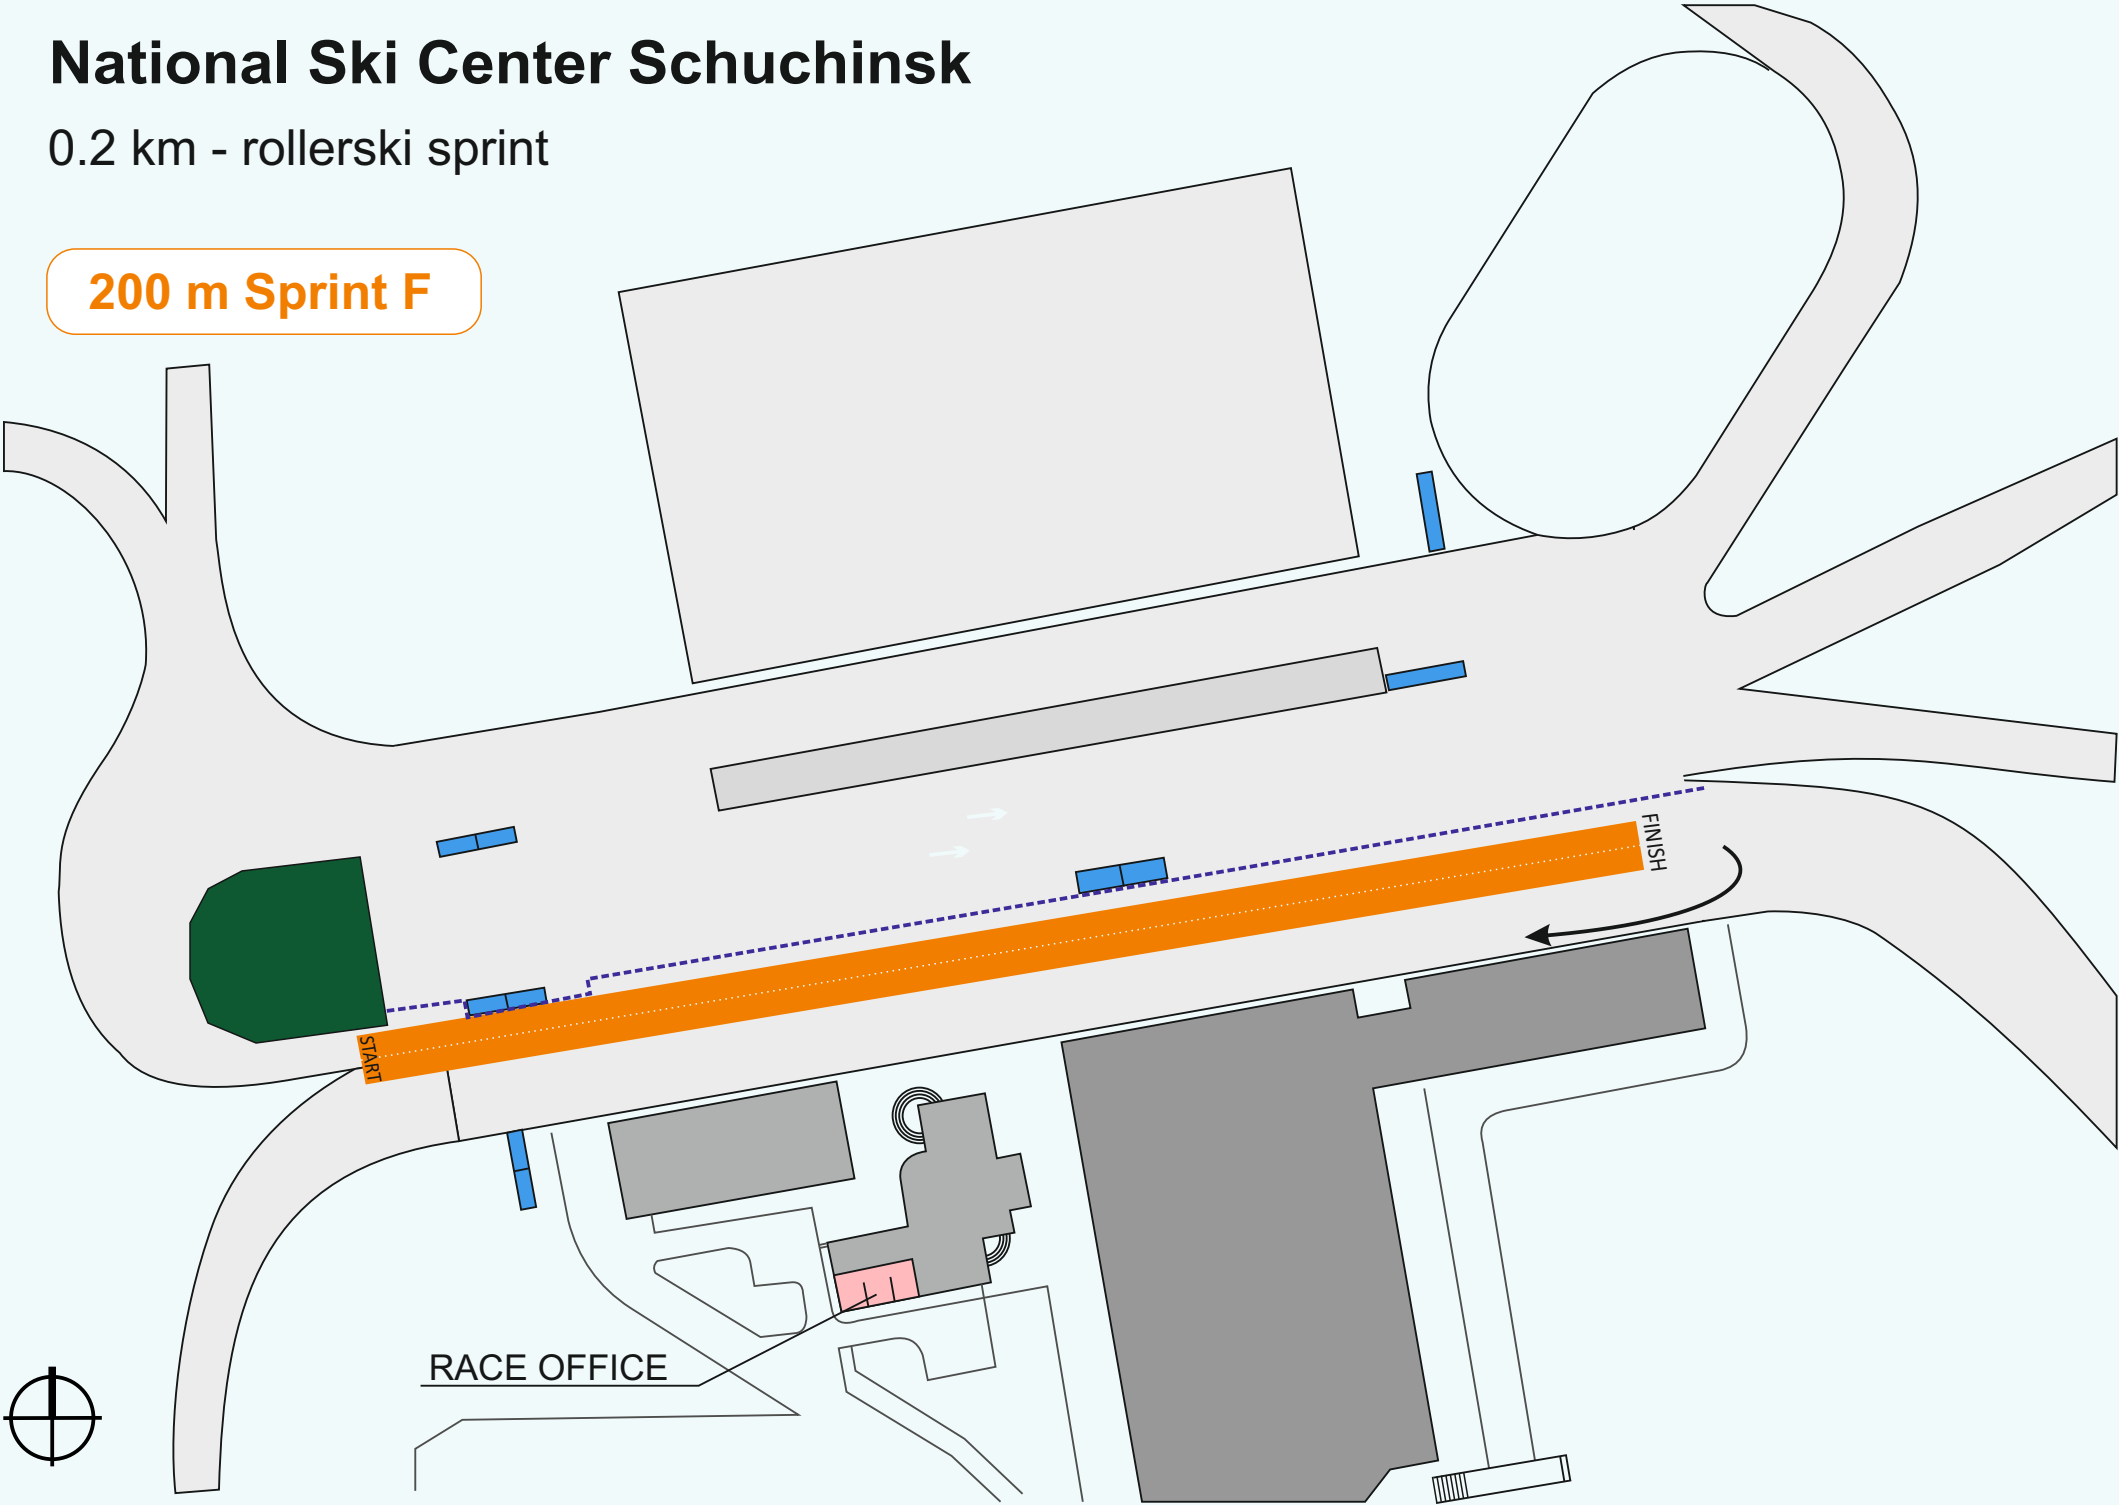 National Ski Center Schuchinsk
0.2 km - rollerski sprint
200 m Sprint F
FINISH
START
RACE OFFICE